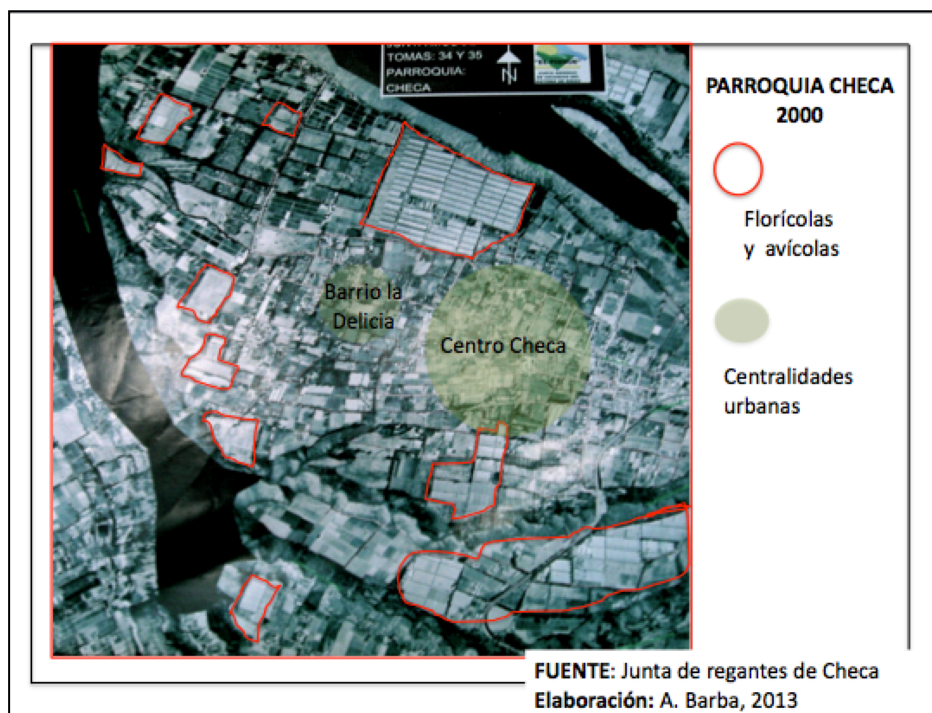 TOMAS: 34 Y 35
PARROQUIA:
CHECA
N
PARROQUIA CHECA
2000
Florícolas
y avícolas
Barrio la
Delicia
Centro Checa
Centralidades
urbanas
FUENTE: Junta de regantes de Checa
Elaboración: A. Barba, 2013